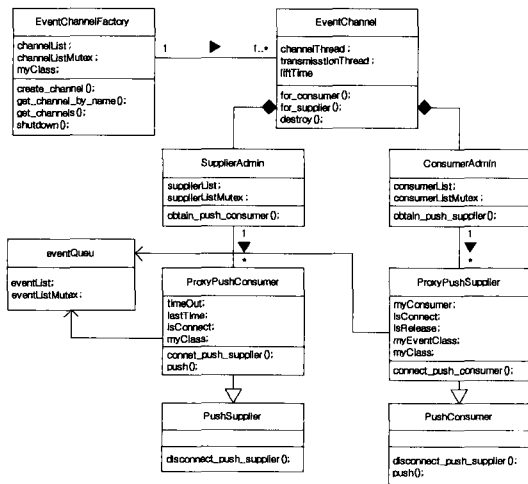 EventChannelFactory
channelList;
channelListMutex;
myClass;
create_channel();
get_channel_by_name();
get_channels();
shutdown();
1
1..*
EventChannel
channelThread;
transmisstionThread;
liftTime
for_consumer();
for_supplier();
destroy();
SupplierAdmin
supplierList;
supplierListMutex;
obtain_push_consumer();
ConsumerAdmin
consumerList;
consumerListMutex;
obtain_push_supplier();
1
*
1
*
eventQueu
eventList;
eventListMutex;
ProxyPushConsumer
timeOut;
lastTime;
isConnect;
myClass;
connet_push_supplier();
push();
ProxyPushSupplier
myConsumer;
isConnect;
isRelease;
myEventClass;
myClass;
connect_push_consumer();
PushSupplier
disconnect_push_supplier();
PushConsumer
disconnect_push_supplier();
push();